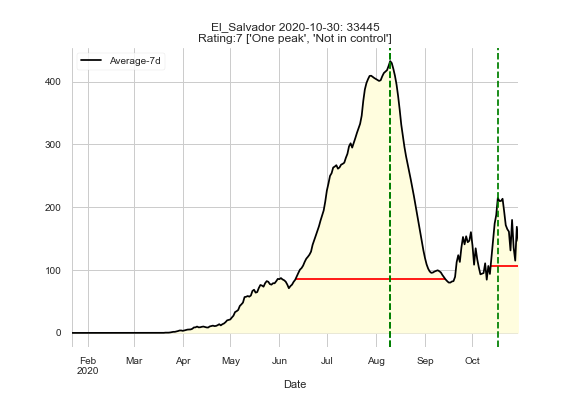 El_Salvador 2020-10-30: 33445
Rating:7 ['One peak', 'Not in control']
Average-7d
400
300
200
100
0
Feb Mar Apr May Jun Jul Aug Sep Oct
2020
Date